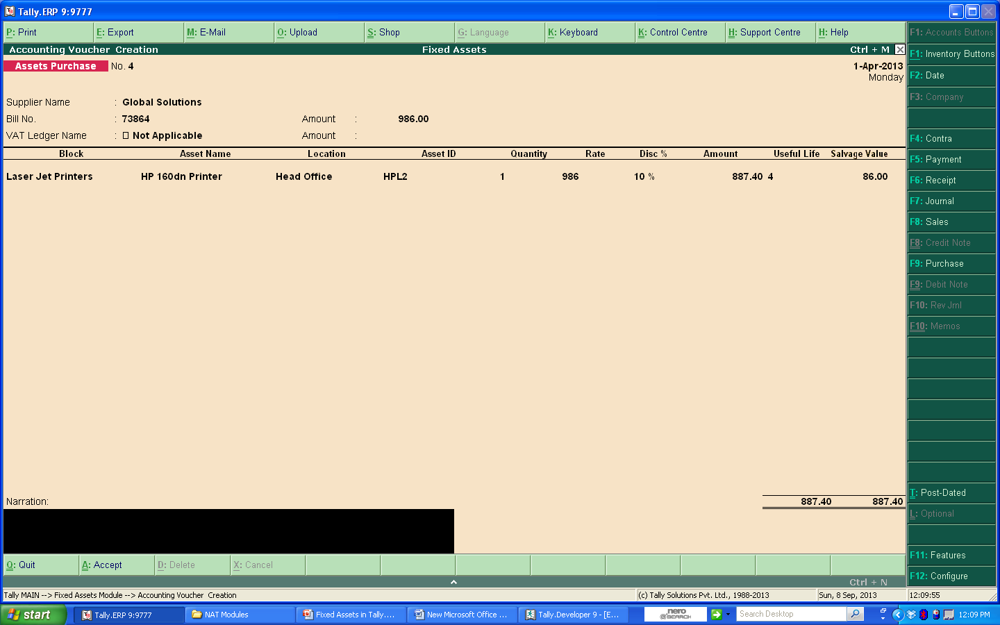 Tally.ERP 9:9777
P: Print E: Export M: E-Mail O: Upload S: Shop G: Language K: Keyboard K: Control Centre H: Support Centre H: Help
F1: Accounts Buttons
Accounting Voucher Creation Fixed Assets Ctrl + M
F1: Inventory Buttons
Assets Purchase No. 4 1-Apr-2013
Monday
F2: Date
F3: Company
Supplier Name : Global Solutions
Bill No. : 73864 Amount : 986.00
VAT Ledger Name : Not Applicable Amount :
F4: Contra
Block Asset Name Location Asset ID Quantity Rate Disc % Amount Useful Life Salvage Value
F5: Payment
Laser Jet Printers HP 160dn Printer Head Office HPL2 1 986 10 % 887.40 4 86.00
F6: Receipt
F7: Journal
F8: Sales
F8: Credit Note
F9: Purchase
F9: Debit Note
F10: Rev Jrnl
F10: Memos
T: Post-Dated
Narration: 887.40 887.40
L: Optional
F11: Features
Q: Quit A: Accept D: Delete X: Cancel
F12: Configure
Ctrl + N
Tally MAIN --> Fixed Assets Module --> Accounting Voucher Creation (c) Tally Solutions Pvt. Ltd., 1988-2013 Sun, 8 Sep, 2013 12:09:55
start Tally.ERP 9:9777 NAT Modules Fixed Assets in Tally.... New Microsoft Office ... Tally.Developer 9 - [E... nero SEARCH Search Desktop 12:09 PM